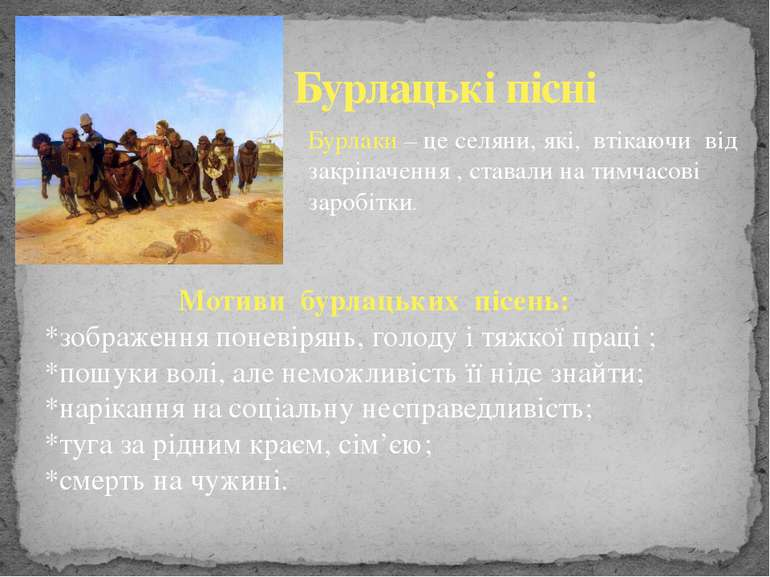 Бурлацькі пісні
Бурлаки – це селяни, які, втікаючи від
закріпачення , ставали на тимчасові
заробітки.
Мотиви бурлацьких пісень:
*зображення поневірянь, голоду і тяжкої праці ;
*пошуки волі, але неможливість її ніде знайти;
*нарікання на соціальну несправедливість;
*туга за рідним краєм, сім’єю;
*смерть на чужині.